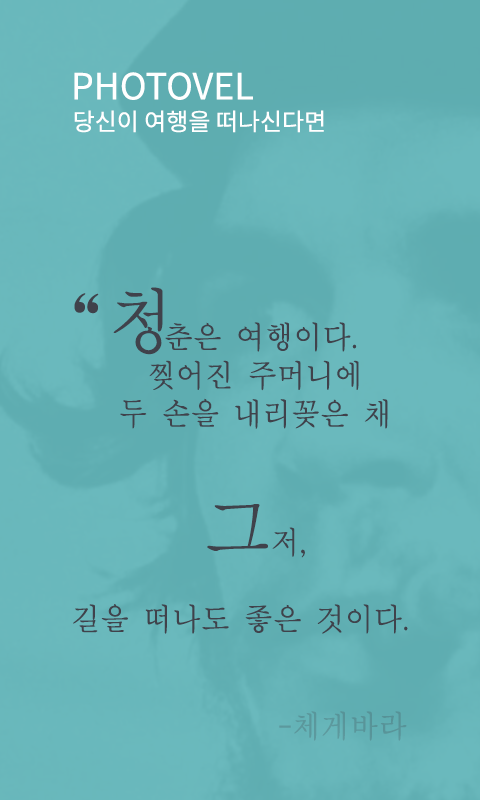 PHOTOVEL
당신이 여행을 떠나신다면
“ 청춘은 여행이다.
찢어진 주머니에
두 손을 내리꽂은 채
그저,
길을 떠나도 좋은 것이다.
-체게바라